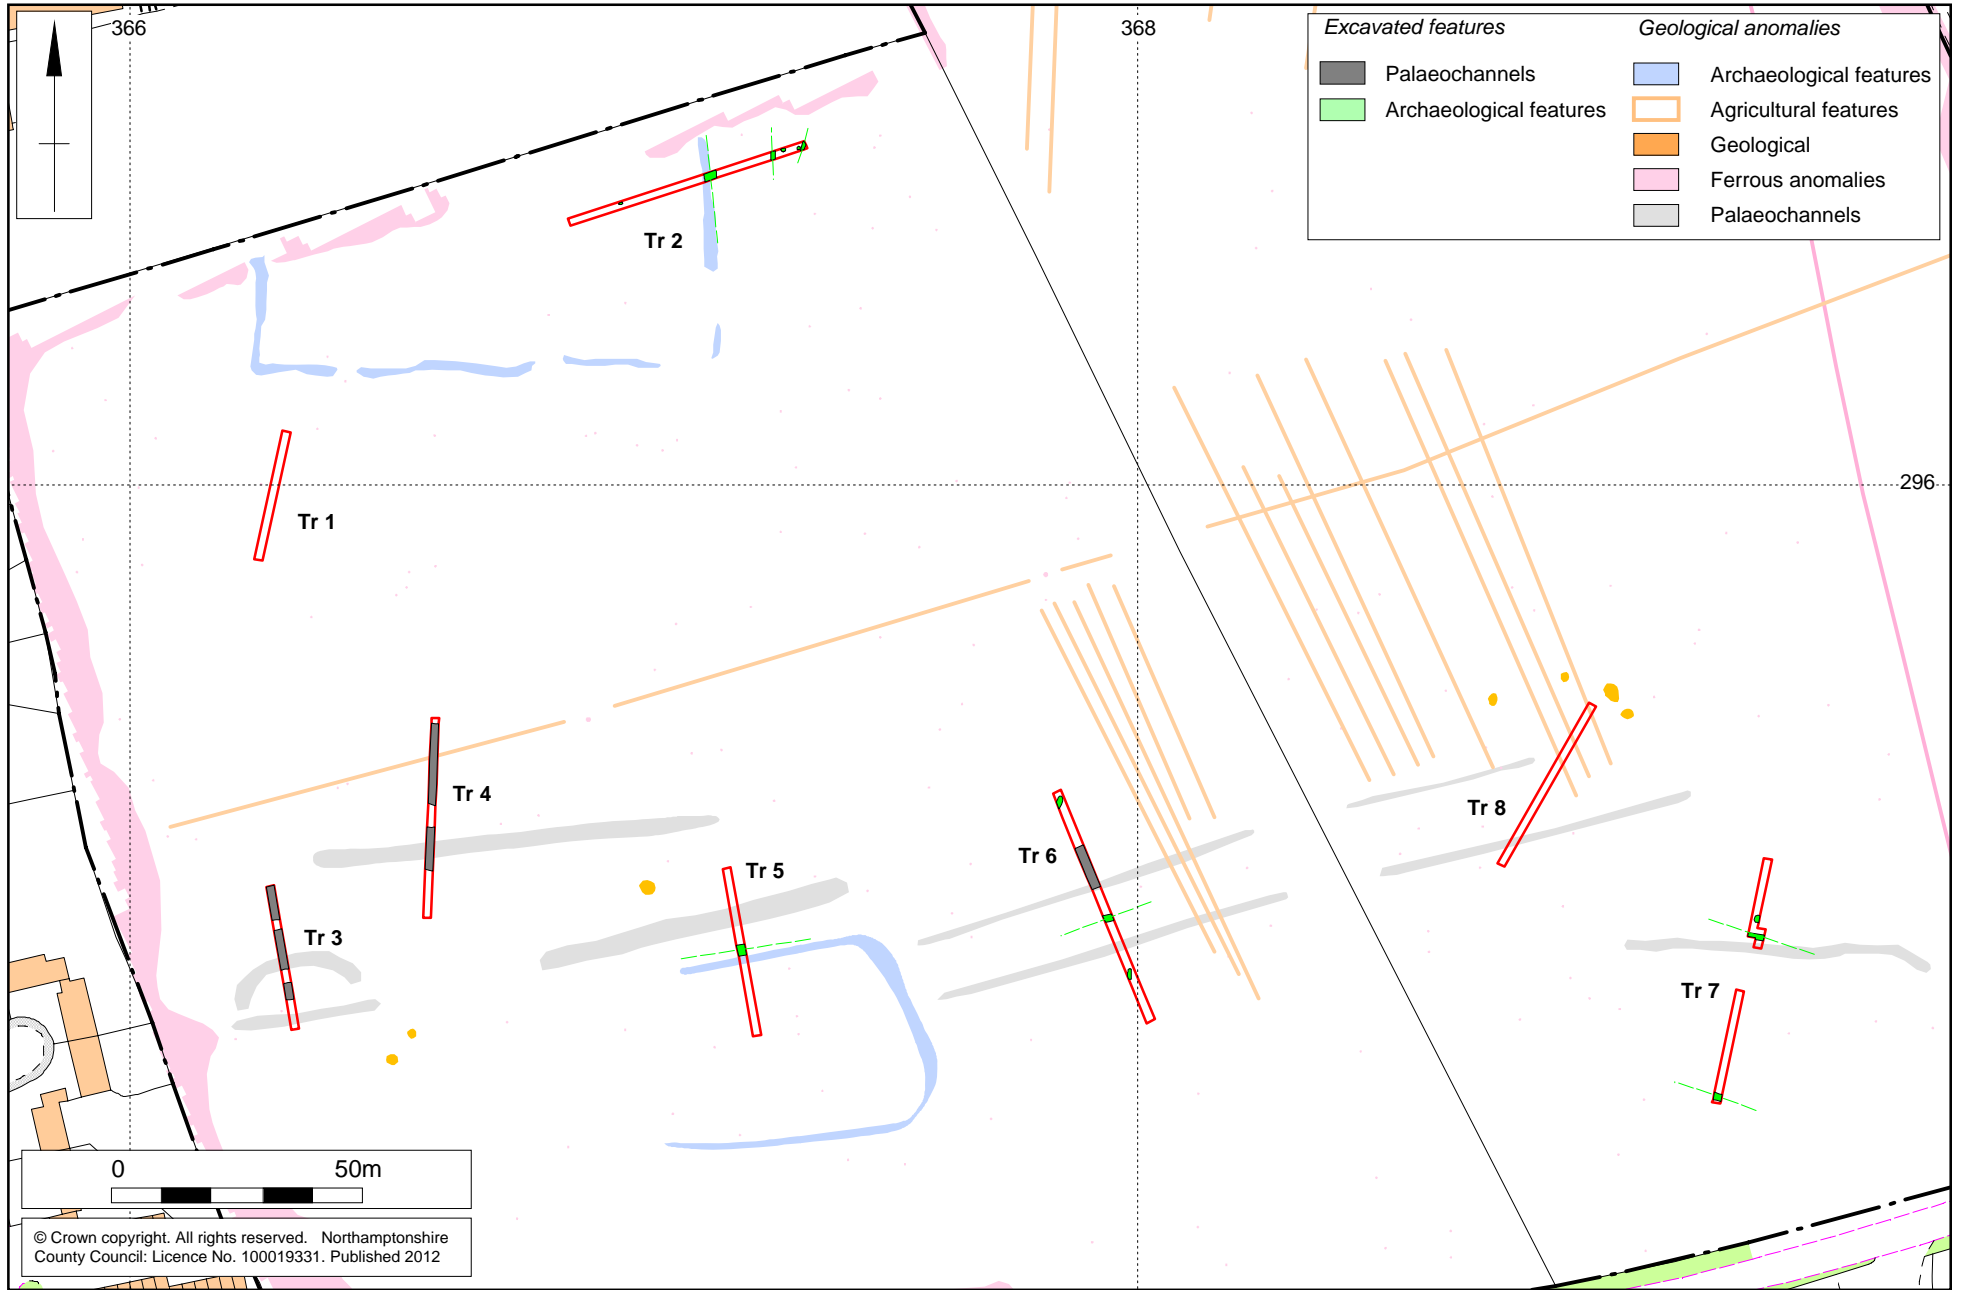 366
368
Excavated features
Geological anomalies
Palaeochannels
Archaeological features
Archaeological features
Agricultural features
Geological
Ferrous anomalies
Palaeochannels
Tr 2
296
Tr 1
Tr 4
Tr 8
Tr 6
Tr 5
Tr 3
Tr 7
0 50m
© Crown copyright. All rights reserved. Northamptonshire
County Council: Licence No. 100019331. Published 2012